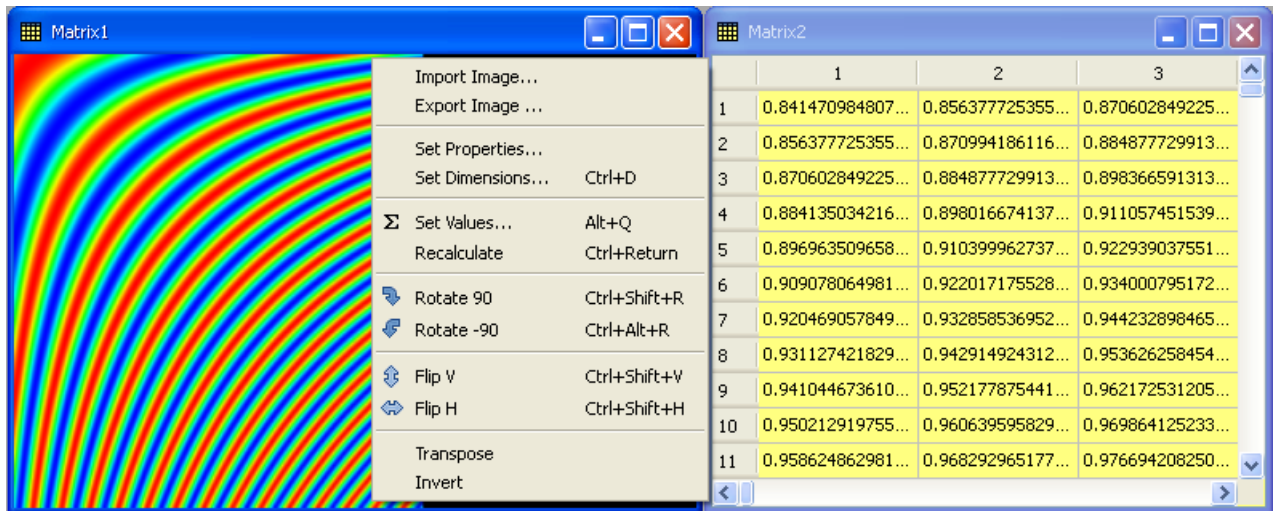 Matrix1
Import Image...
Export Image ...
Set Properties...
Set Dimensions... Ctrl+D
Σ Set Values... Alt+Q
Recalculate Ctrl+Return
Rotate 90 Ctrl+Shift+R
Rotate -90 Ctrl+Alt+R
Flip V Ctrl+Shift+V
Flip H Ctrl+Shift+H
Transpose
Invert
Matrix2
1 2 3
1 0.841470984807... 0.856377725355... 0.870602849225...
2 0.856377725355... 0.870994186116... 0.884877729913...
3 0.870602849225... 0.884877729913... 0.898366591313...
4 0.884135034216... 0.898016674137... 0.911057451539...
5 0.896963509658... 0.910399962737... 0.922939037551...
6 0.909078064981... 0.922017175528... 0.934000795172...
7 0.920469057849... 0.932858536952... 0.944232898465...
8 0.931127421829... 0.942914924312... 0.953626258454...
9 0.941044673610... 0.952177875441... 0.962172531205...
10 0.950212919755... 0.960639595829... 0.969864125233...
11 0.958624862981... 0.968292965177... 0.976694208250...